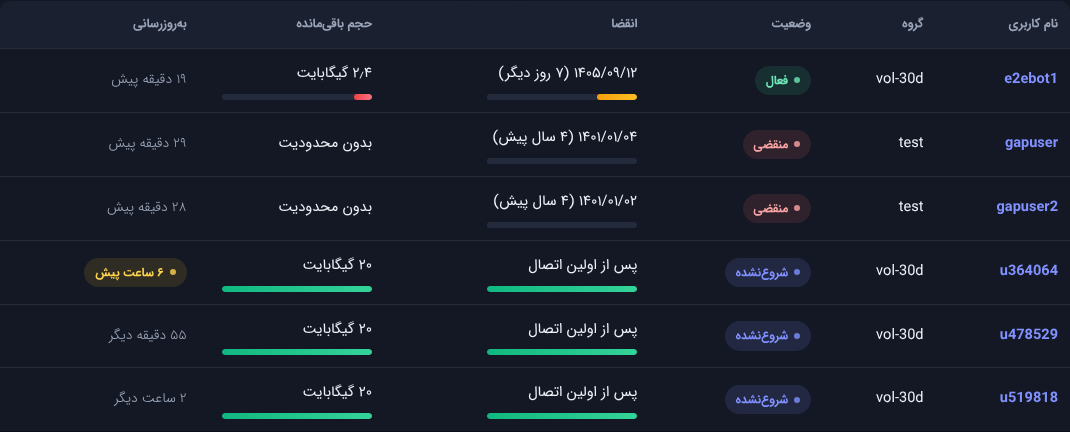 نام کاربری گروه وضعیت انقضا حجم باقی‌مانده به‌روزرسانی
e2ebot1 vol-30d فعال ۱۴۰۵/۰۹/۱۲ (۷ روز دیگر) ۲٫۴ گیگابایت ۱۹ دقیقه پیش
gapuser test منقضی ۱۴۰۱/۰۱/۰۴ (۴ سال پیش) بدون محدودیت ۲۹ دقیقه پیش
gapuser2 test منقضی ۱۴۰۱/۰۱/۰۲ (۴ سال پیش) بدون محدودیت ۲۸ دقیقه پیش
u364064 vol-30d شروع‌نشده پس از اولین اتصال ۲۰ گیگابایت ۶ ساعت پیش
u478529 vol-30d شروع‌نشده پس از اولین اتصال ۲۰ گیگابایت ۵۵ دقیقه دیگر
u519818 vol-30d شروع‌نشده پس از اولین اتصال ۲۰ گیگابایت ۲ ساعت دیگر